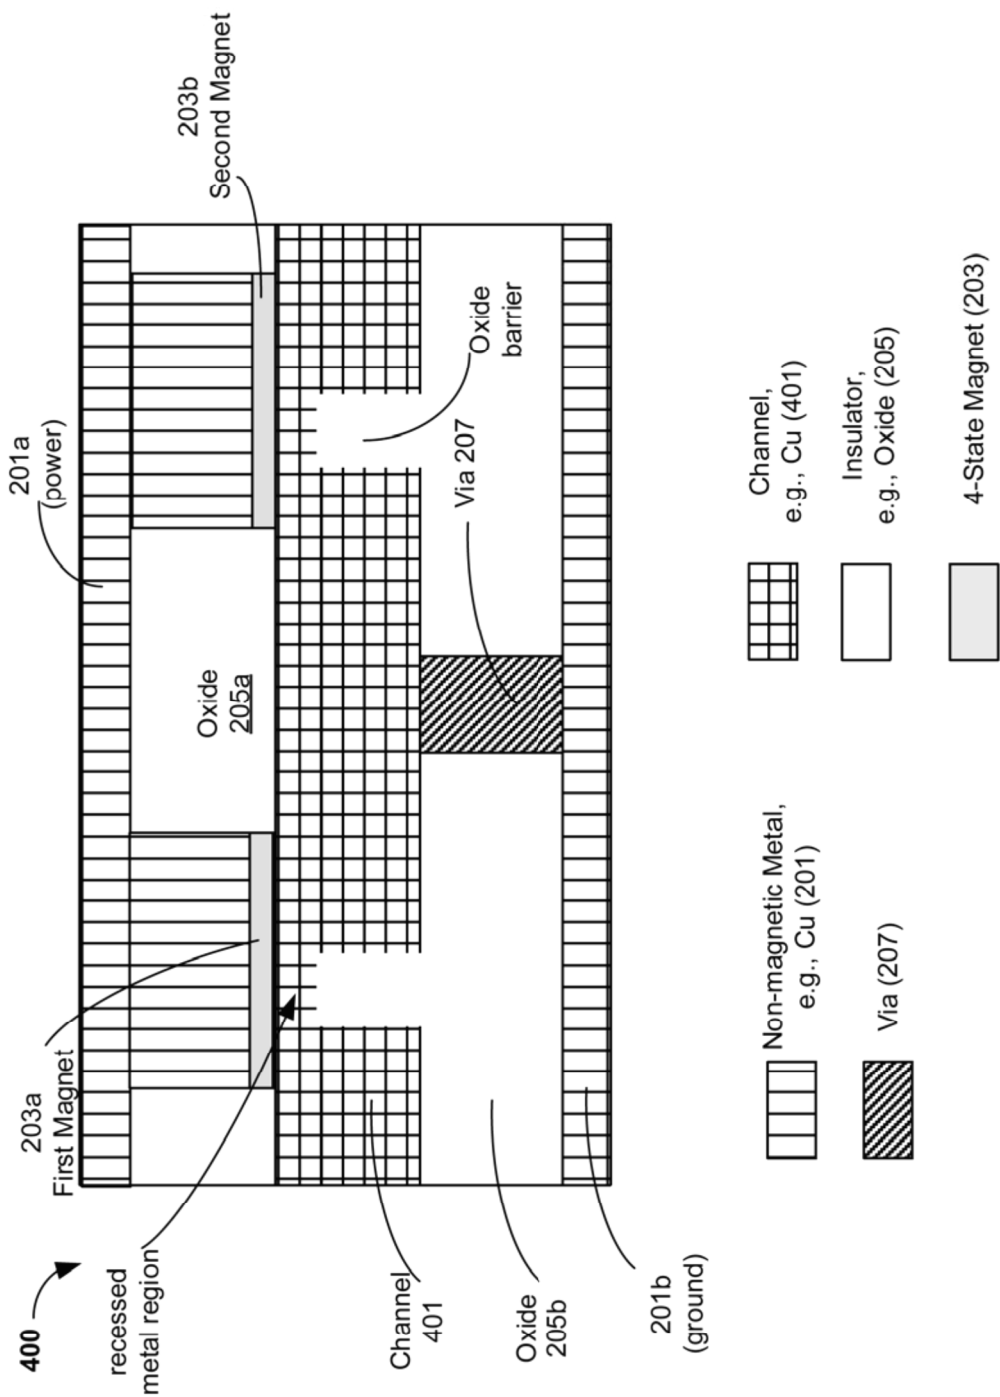 400
recessed
metal region
203a
First Magnet
201a
(power)
203b
Second Magnet
Oxide
205a
Oxide
barrier
Via 207
Channel
401
Oxide
205b
201b
(ground)
Non-magnetic Metal,
e.g., Cu (201)
Via (207)
Channel,
e.g., Cu (401)
Insulator,
e.g., Oxide (205)
4-State Magnet (203)